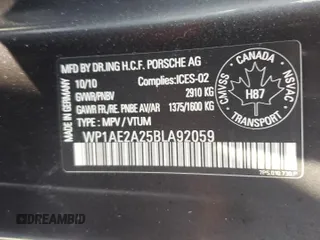 MFD BY DR.ING H.C.F. PORSCHE AG
10/10 Complies:ICES-02
GVWR/PNBV 2910 KG
GAWR FR/RE. PNBE AV/AR 1375/1600 KG
TYPE : MPV / VTUM
WP1AE2A25BLA92059
MADE IN GERMANY
CANADA
CMVSS
NSVAC
H87
TRANSPORT
DREAMBID